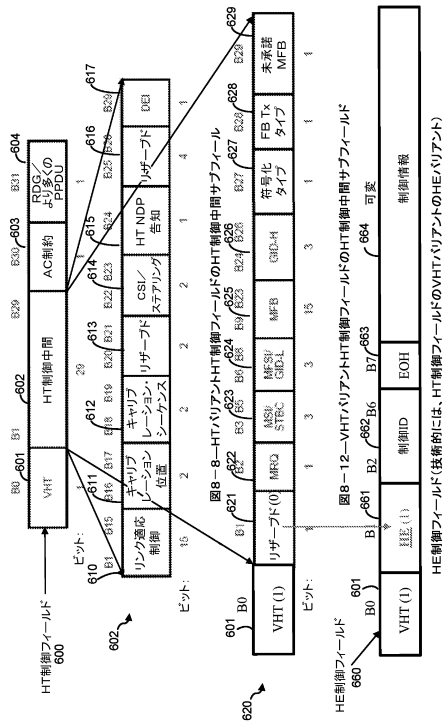 HT制御フィールド
600
B0 B1 B29 B30 B31
601 602 603 604
VHT HT制御中間 AC制約 RDG/より多くのPPDU
ビット: 1 29 1 1
610 611 612 613 614 615 616 617
B1 B15 B16 B17 B18 B19 B20 B21 B22 B23 B24 B25 B28 B29
602
リンク適応制御 キャリブレーション位置 キャリブレーション・シーケンス リザーブド CSI/ステアリング HT NDP告知 リザーブド DEI
ビット: 15 2 2 2 2 1 4 1
図8-8―HTバリアントHT制御フィールドのHT制御中間サブフィールド
601 621 622 623 624 625 626 627 628 629
B0 B1 B2 B3 B5 B6 B8 B9 B23 B24 B26 B27 B28 B29
620
VHT (1) リザーブド(0) MRQ MSI/STBC MFSI/GID-L MFB GID-H 符号化タイプ FB Txタイプ 未承諾MFB
ビット: 1 1 3 3 15 3 1 1 1
図8-12―VHTバリアントHT制御フィールドのHT制御中間サブフィールド
HE制御フィールド
660
601 661 662 663 664
B0 B1 B2 B6 B7 可変
VHT (1) HE (1) 制御ID EOH 制御情報
HE制御フィールド(技術的には、HT制御フィールドのVHTバリアントのHEバリアント)